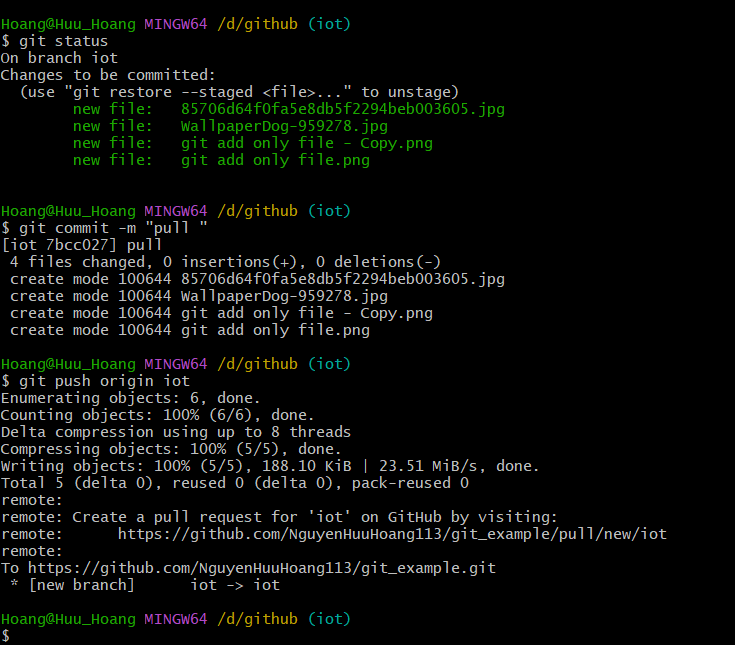 Hoang@Huu_Hoang MINGW64 /d/github (iot)
$ git status
On branch iot
Changes to be committed:
  (use "git restore --staged <file>..." to unstage)
        new file:   85706d64f0fa5e8db5f2294beb003605.jpg
        new file:   WallpaperDog-959278.jpg
        new file:   git add only file - Copy.png
        new file:   git add only file.png
Hoang@Huu_Hoang MINGW64 /d/github (iot)
$ git commit -m "pull "
[iot 7bcc027] pull
 4 files changed, 0 insertions(+), 0 deletions(-)
 create mode 100644 85706d64f0fa5e8db5f2294beb003605.jpg
 create mode 100644 WallpaperDog-959278.jpg
 create mode 100644 git add only file - Copy.png
 create mode 100644 git add only file.png
Hoang@Huu_Hoang MINGW64 /d/github (iot)
$ git push origin iot
Enumerating objects: 6, done.
Counting objects: 100% (6/6), done.
Delta compression using up to 8 threads
Compressing objects: 100% (5/5), done.
Writing objects: 100% (5/5), 188.10 KiB | 23.51 MiB/s, done.
Total 5 (delta 0), reused 0 (delta 0), pack-reused 0
remote:
remote: Create a pull request for 'iot' on GitHub by visiting:
remote:      https://github.com/NguyenHuuHoang113/git_example/pull/new/iot
remote:
To https://github.com/NguyenHuuHoang113/git_example.git
 * [new branch]      iot -> iot
Hoang@Huu_Hoang MINGW64 /d/github (iot)
$